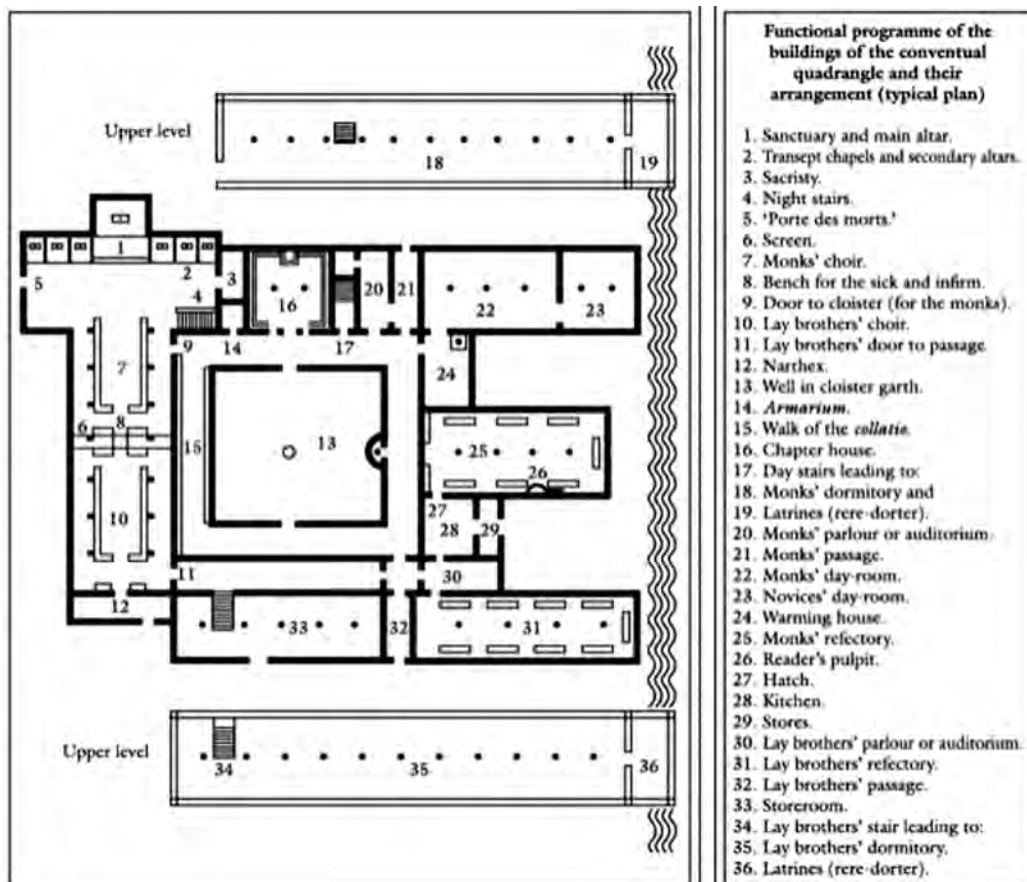 Upper level
18
19
1
2
3
4
5
16
20
21
22
23
9
14
17
24
7
6
8
15
13
25
26
10
27
28
29
11
30
12
33
32
31
Upper level
34
35
36
Functional programme of the
buildings of the conventual
quadrangle and their
arrangement (typical plan)
1. Sanctuary and main altar.
2. Transept chapels and secondary altars.
3. Sacristy.
4. Night stairs.
5. 'Porte des morts.'
6. Screen.
7. Monks' choir.
8. Bench for the sick and infirm.
9. Door to cloister (for the monks).
10. Lay brothers' choir.
11. Lay brothers' door to passage
12. Narthex.
13. Well in cloister garth.
14. Armarium.
15. Walk of the collatio.
16. Chapter house.
17. Day stairs leading to:
18. Monks' dormitory and
19. Latrines (rere-dorter).
20. Monks' parlour or auditorium.
21. Monks' passage.
22. Monks' day-room.
23. Novices' day-room.
24. Warming house.
25. Monks' refectory.
26. Reader's pulpit.
27. Hatch.
28. Kitchen.
29. Stores.
30. Lay brothers' parlour or auditorium.
31. Lay brothers' refectory.
32. Lay brothers' passage.
33. Storeroom.
34. Lay brothers' stair leading to:
35. Lay brothers' dormitory.
36. Latrines (rere-dorter).